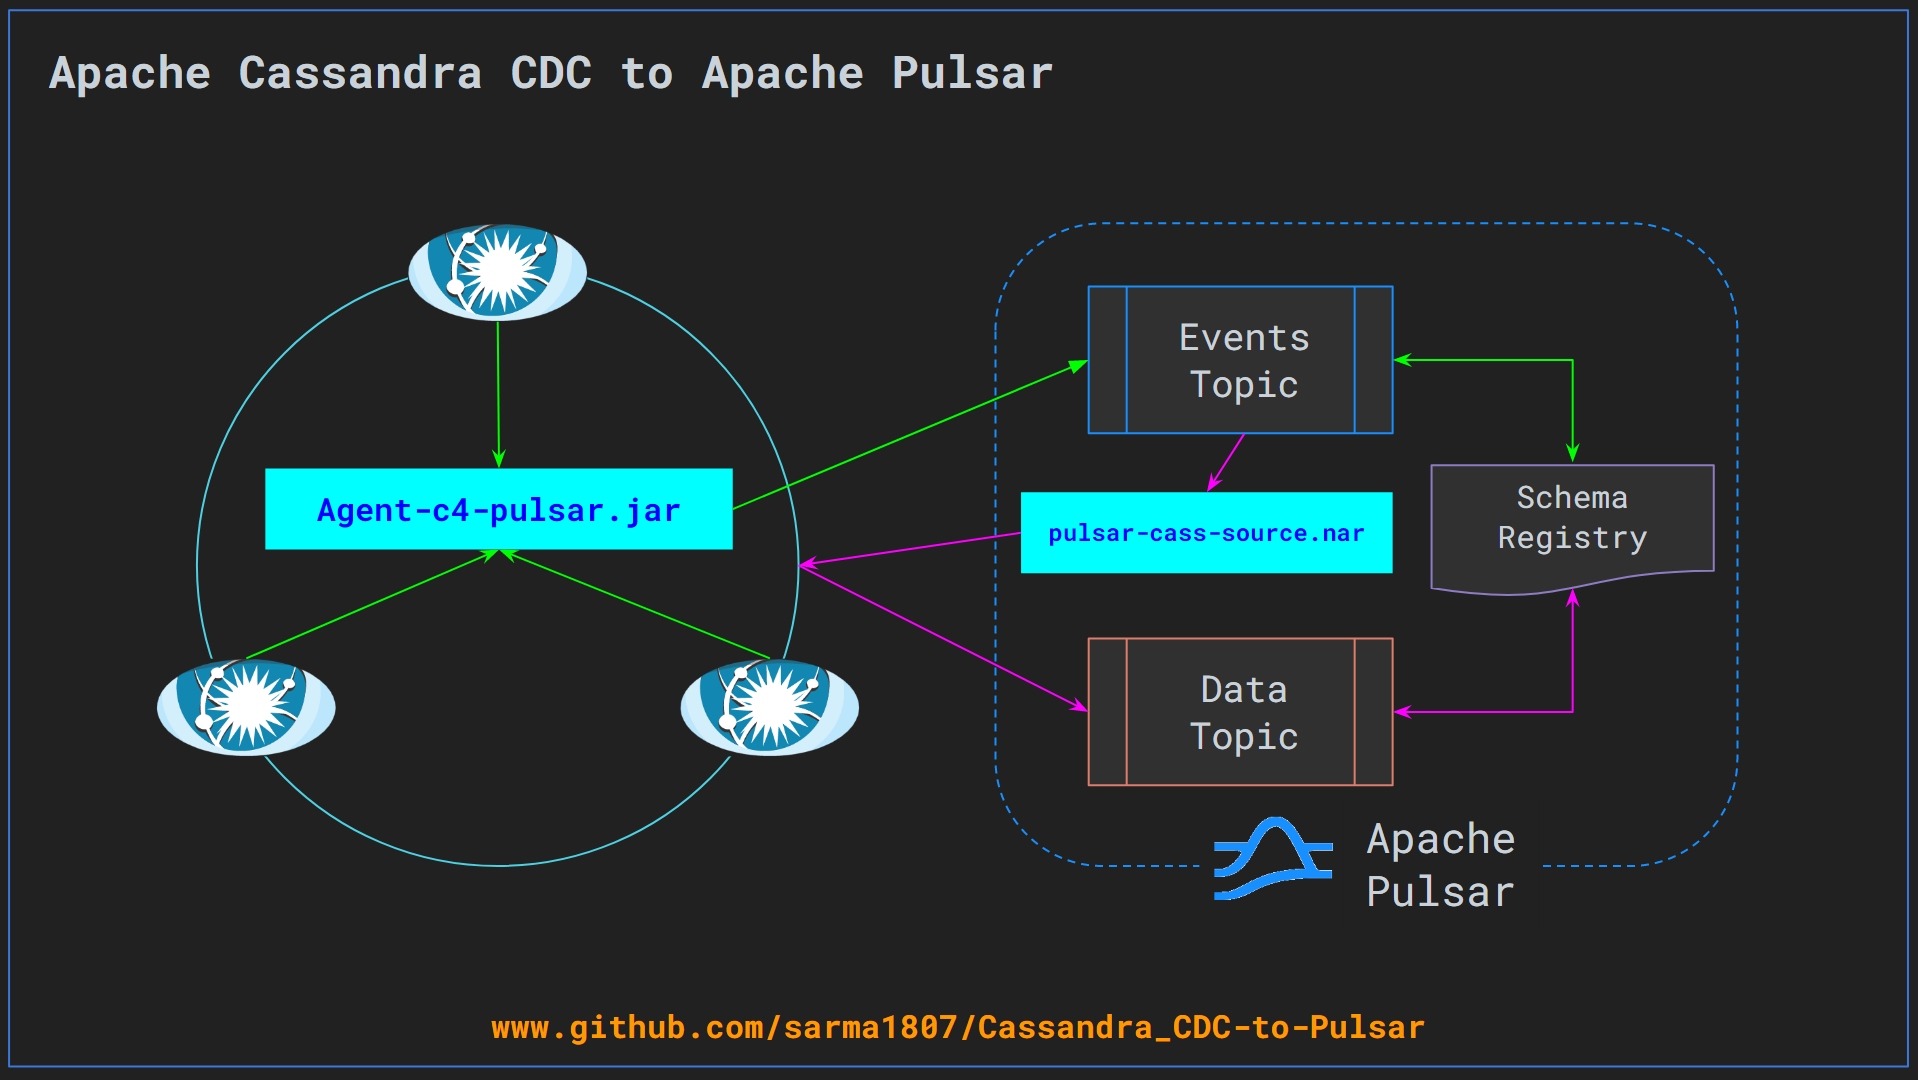 Apache Cassandra CDC to Apache Pulsar
Events
Topic
Agent-c4-pulsar.jar
pulsar-cass-source.nar
Schema
Registry
Data
Topic
Apache
Pulsar
www.github.com/sarma1807/Cassandra_CDC-to-Pulsar